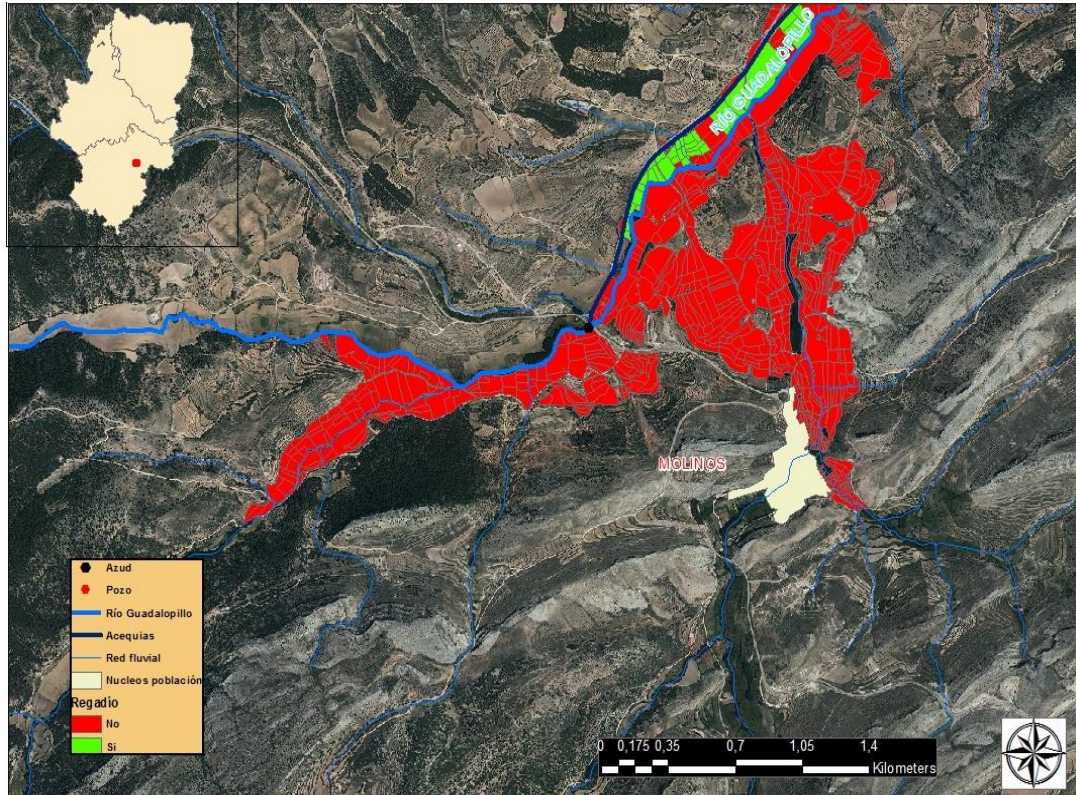 RÍO GUADALOPILLO
MOLINOS
Azud
Pozo
Río Guadalopillo
Acequias
Red fluvial
Nucleos población
Regadío
No
Si
0 0,175 0,35 0,7 1,05 1,4
Kilometers